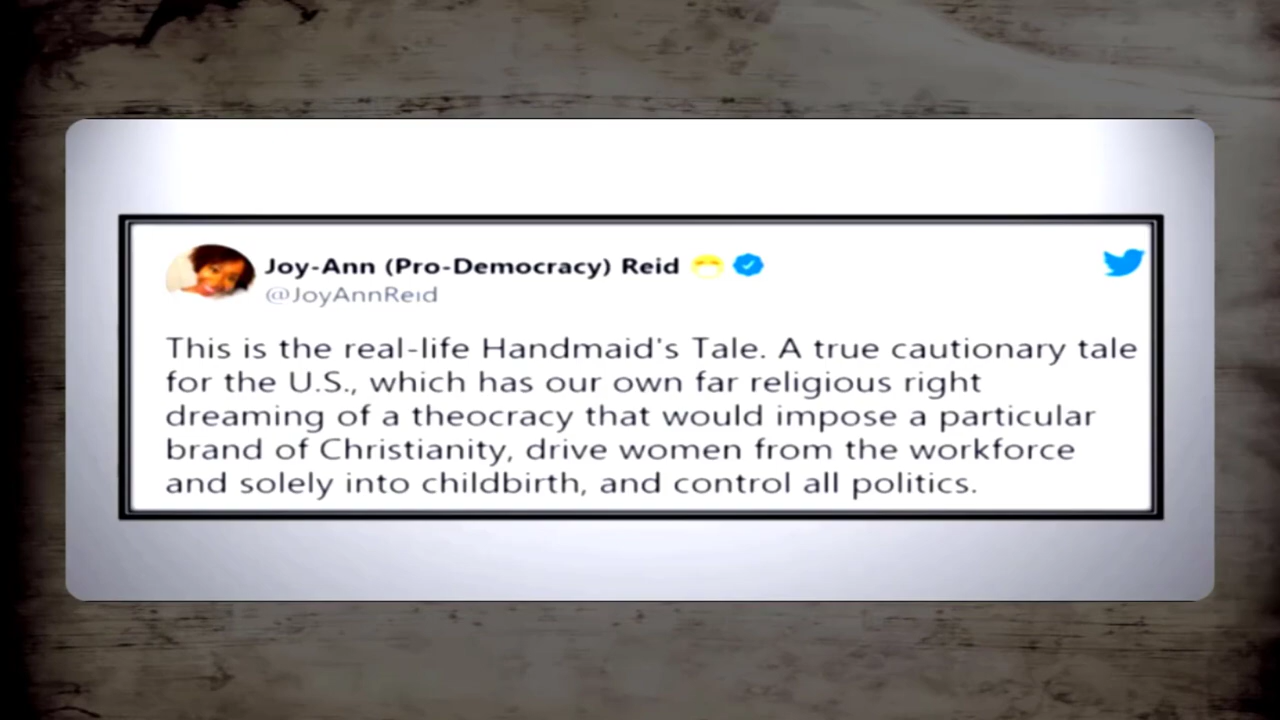 Joy-Ann (Pro-Democracy) Reid
@JoyAnnReid
This is the real-life Handmaid's Tale. A true cautionary tale
for the U.S., which has our own far religious right
dreaming of a theocracy that would impose a particular
brand of Christianity, drive women from the workforce
and solely into childbirth, and control all politics.